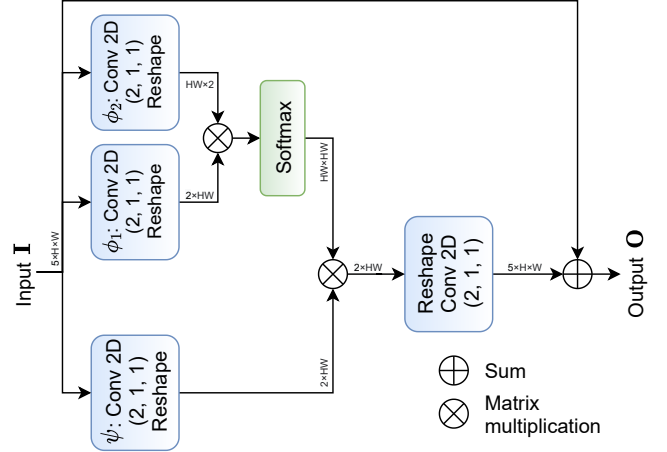 Input I
5×H×W
ϕ₂: Conv 2D
(2, 1, 1)
Reshape
HW×2
ϕ₁: Conv 2D
(2, 1, 1)
Reshape
2×HW
Softmax
HW×HW
ψ: Conv 2D
(2, 1, 1)
Reshape
2×HW
2×HW
Reshape
Conv 2D
(2, 1, 1)
5×H×W
Output O
Sum
Matrix
multiplication